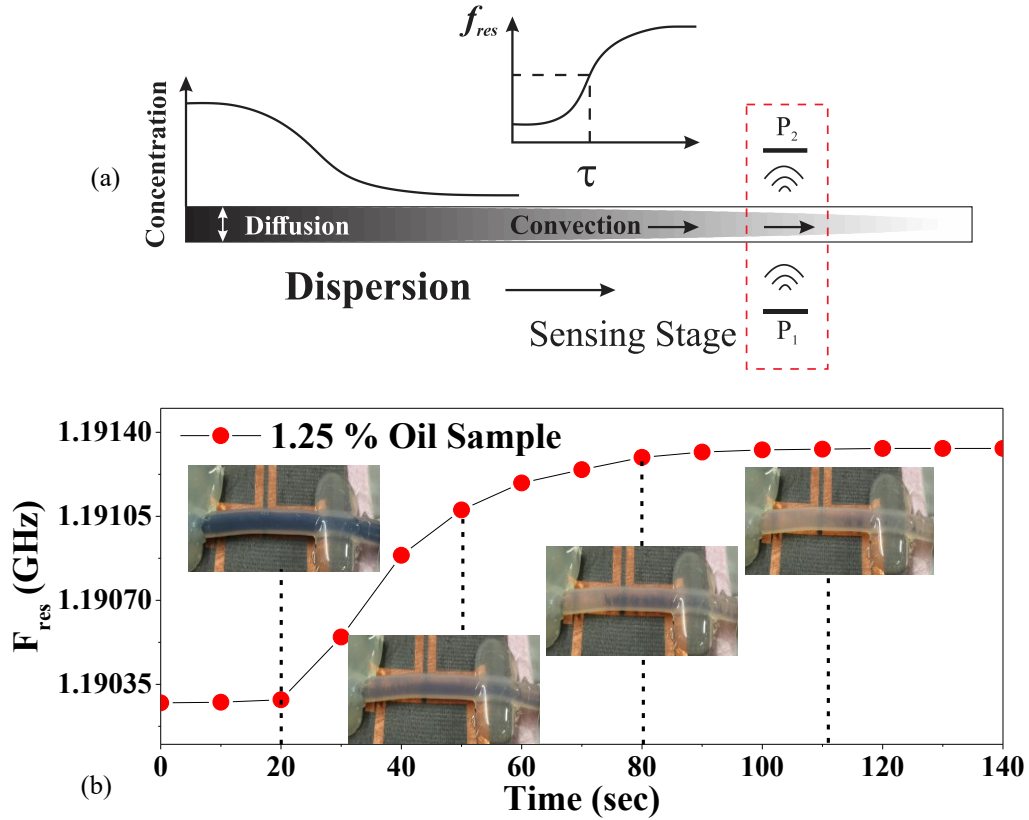 f_res
τ
(a)
Concentration
Diffusion
Convection
Dispersion
Sensing Stage
P₂
P₁
1.25 % Oil Sample
F_res (GHz)
1.19140
1.19105
1.19070
1.19035
0 20 40 60 80 100 120 140
Time (sec)
(b)